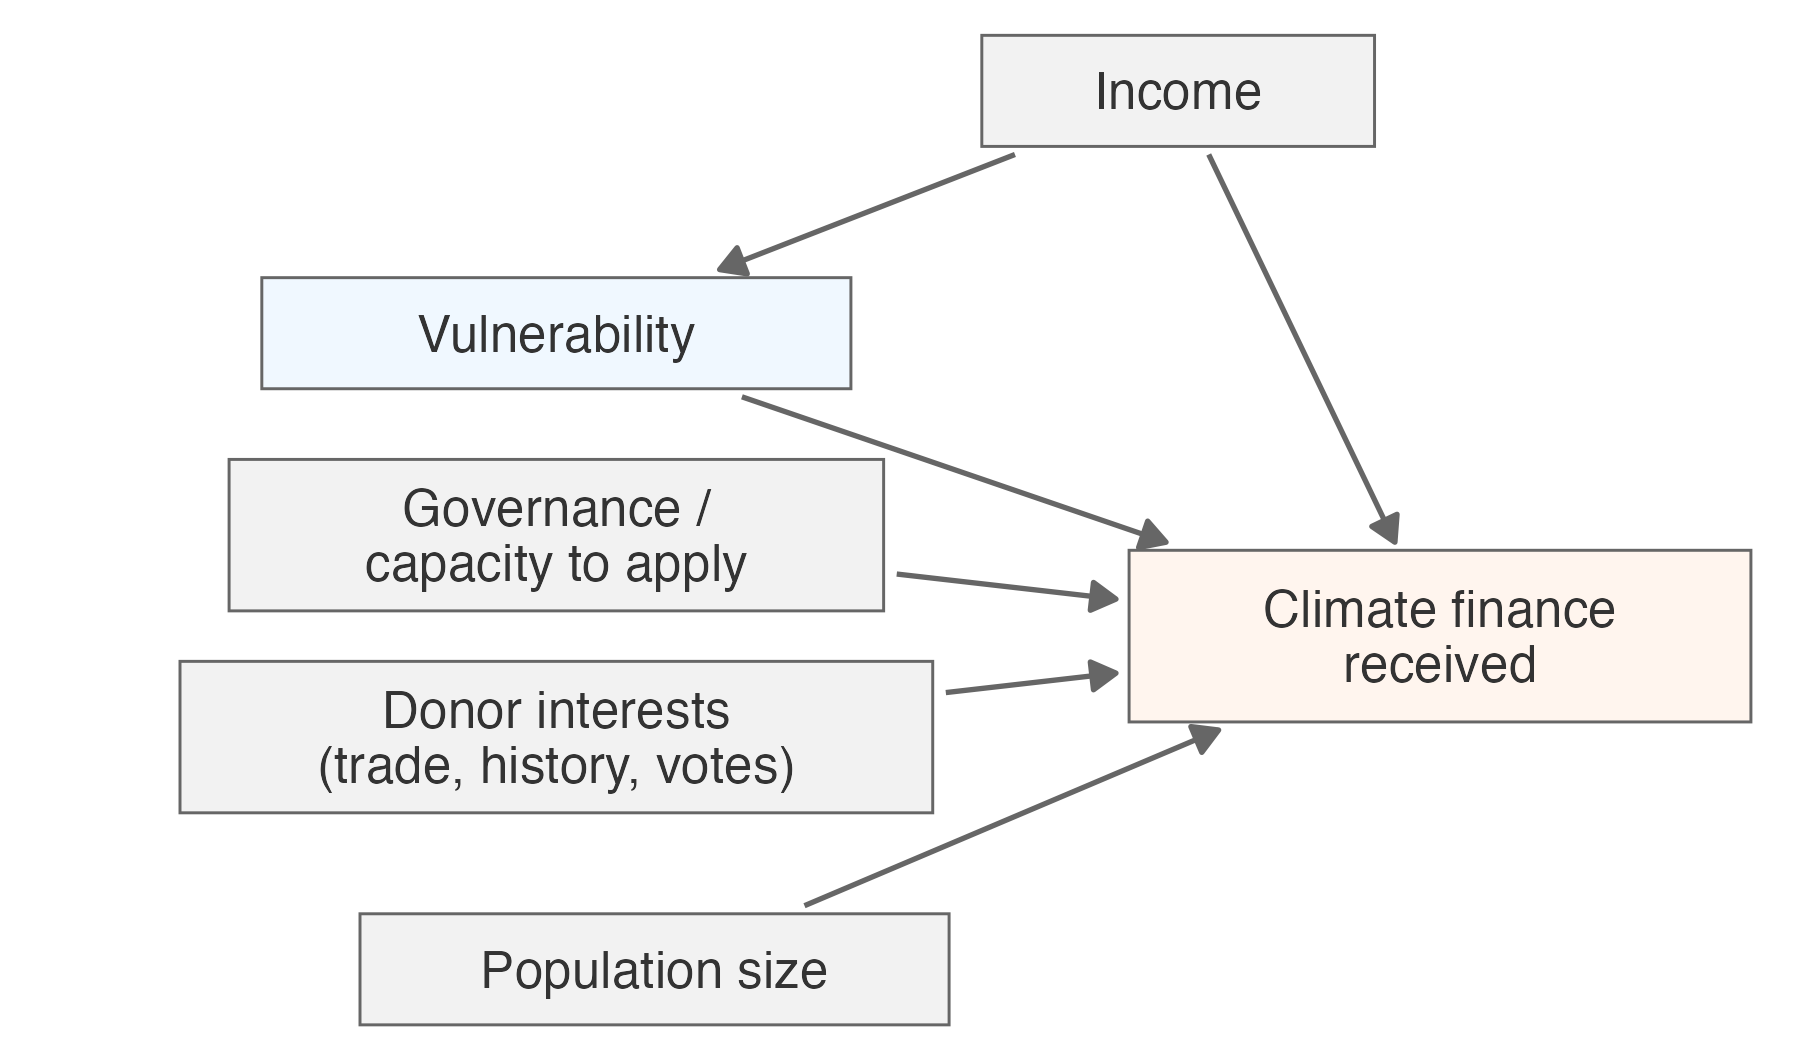 Income
Vulnerability
Governance /
capacity to apply
Climate finance
received
Donor interests
(trade, history, votes)
Population size